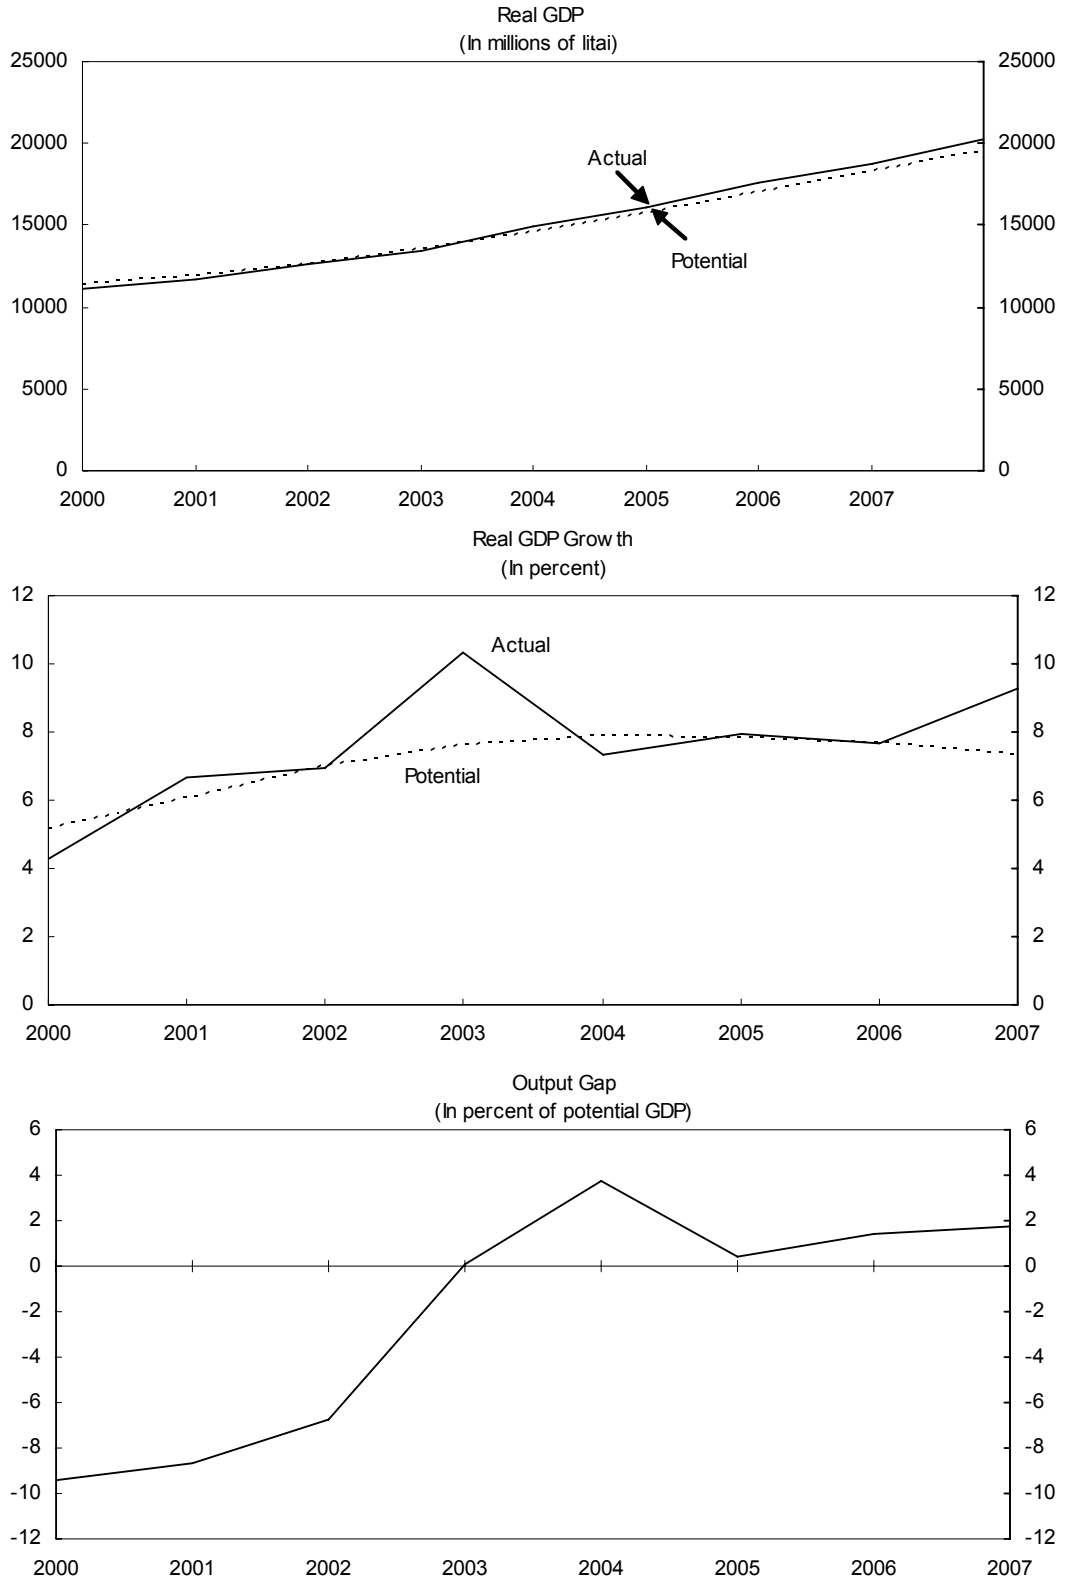 Real GDP
(In millions of litai)
25000 25000
20000 20000
Actual
15000 15000
Potential
10000 10000
5000 5000
0 0
2000 2001 2002 2003 2004 2005 2006 2007
Real GDP Growth
(In percent)
12 12
Actual
10 10
8 8
Potential
6 6
4 4
2 2
0 0
2000 2001 2002 2003 2004 2005 2006 2007
Output Gap
(In percent of potential GDP)
6 6
4 4
2 2
0 0
-2 -2
-4 -4
-6 -6
-8 -8
-10 -10
-12 -12
2000 2001 2002 2003 2004 2005 2006 2007